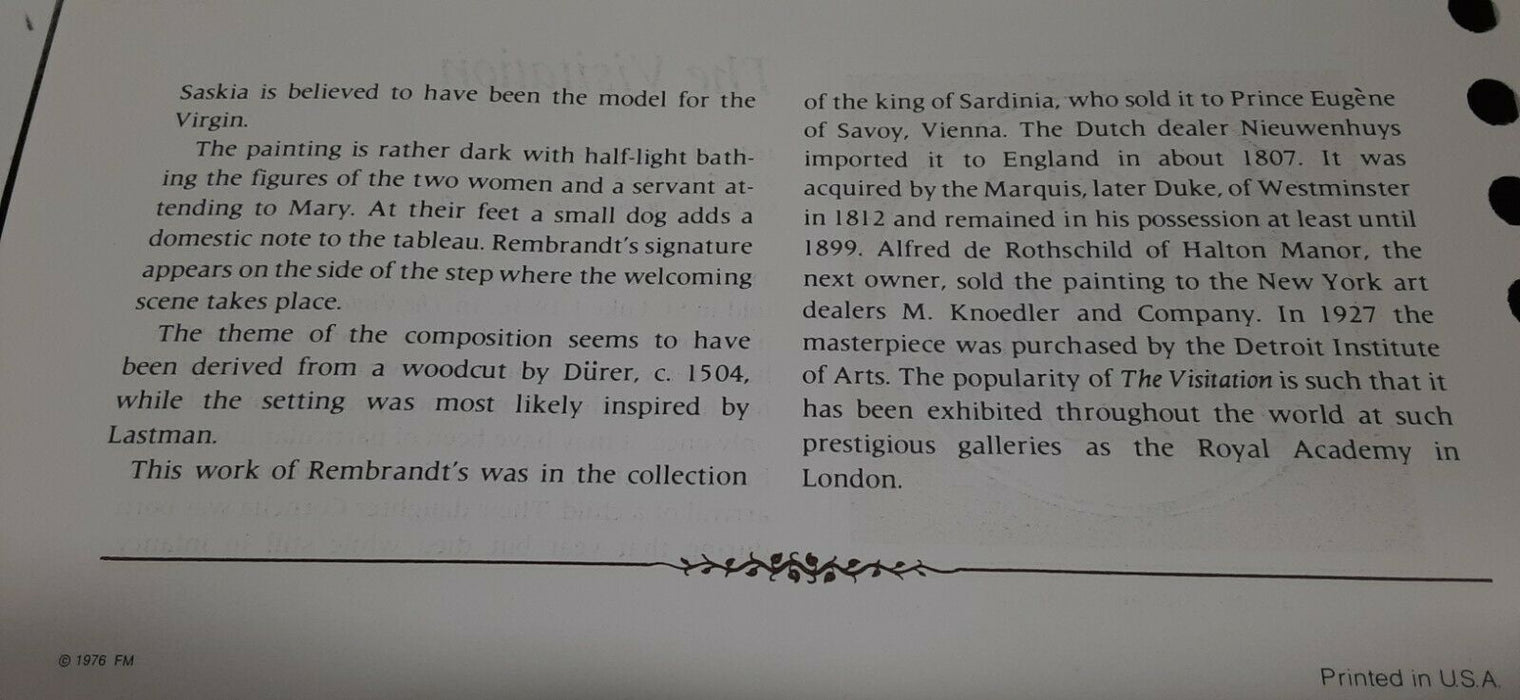 The Visitation
Saskia is believed to have been the model for the
Virgin.
The painting is rather dark with half-light bath-
ing the figures of the two women and a servant at-
tending to Mary. At their feet a small dog adds a
domestic note to the tableau. Rembrandt's signature
appears on the side of the step where the welcoming
scene takes place.
The theme of the composition seems to have
been derived from a woodcut by Dürer, c. 1504,
while the setting was most likely inspired by
Lastman.
This work of Rembrandt's was in the collection
of the king of Sardinia, who sold it to Prince Eugène
of Savoy, Vienna. The Dutch dealer Nieuwenhuys
imported it to England in about 1807. It was
acquired by the Marquis, later Duke, of Westminster
in 1812 and remained in his possession at least until
1899. Alfred de Rothschild of Halton Manor, the
next owner, sold the painting to the New York art
dealers M. Knoedler and Company. In 1927 the
masterpiece was purchased by the Detroit Institute
of Arts. The popularity of The Visitation is such that it
has been exhibited throughout the world at such
prestigious galleries as the Royal Academy in
London.
© 1976 FM
Printed in U.S.A.